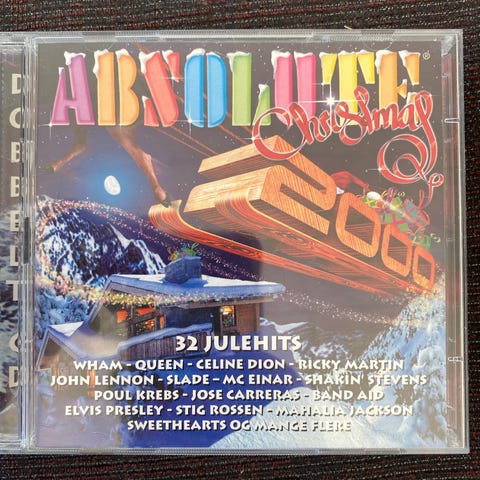 DOBBELT CD
ABSOLUTE®
Christmas
2000
32 JULEHITS
WHAM - QUEEN - CELINE DION - RICKY MARTIN
JOHN LENNON - SLADE - MC EINAR - SHAKIN' STEVENS
POUL KREBS - JOSE CARRERAS - BAND AID
ELVIS PRESLEY - STIG ROSSEN - MAHALIA JACKSON
SWEETHEARTS OG MANGE FLERE